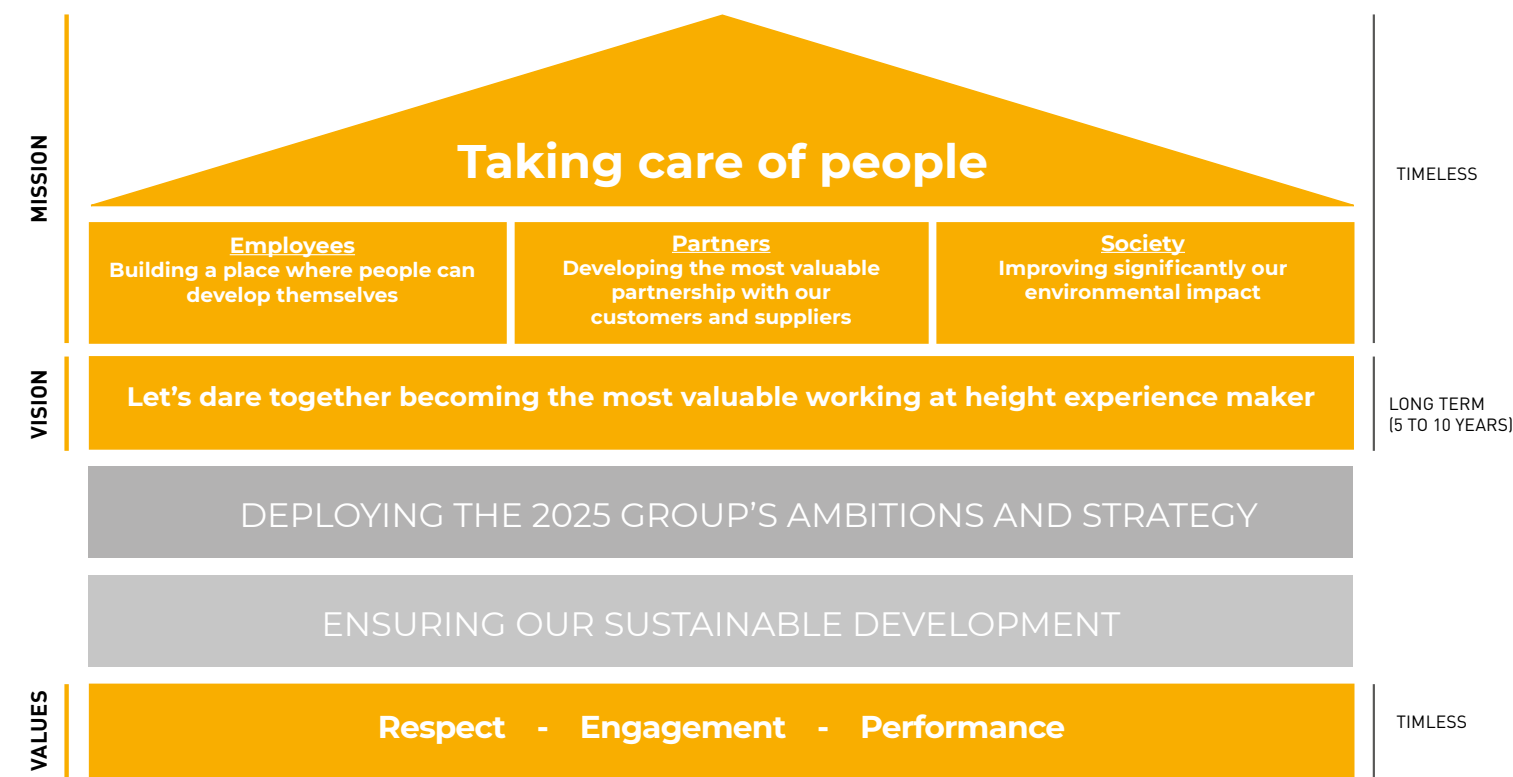 MISSION
Taking care of people
TIMELESS
Employees
Building a place where people can
develop themselves
Partners
Developing the most valuable
partnership with our
customers and suppliers
Society
Improving significantly our
environmental impact
VISION
Let's dare together becoming the most valuable working at height experience maker
LONG TERM
(5 TO 10 YEARS)
DEPLOYING THE 2025 GROUP'S AMBITIONS AND STRATEGY
ENSURING OUR SUSTAINABLE DEVELOPMENT
VALUES
Respect - Engagement - Performance
TIMLESS